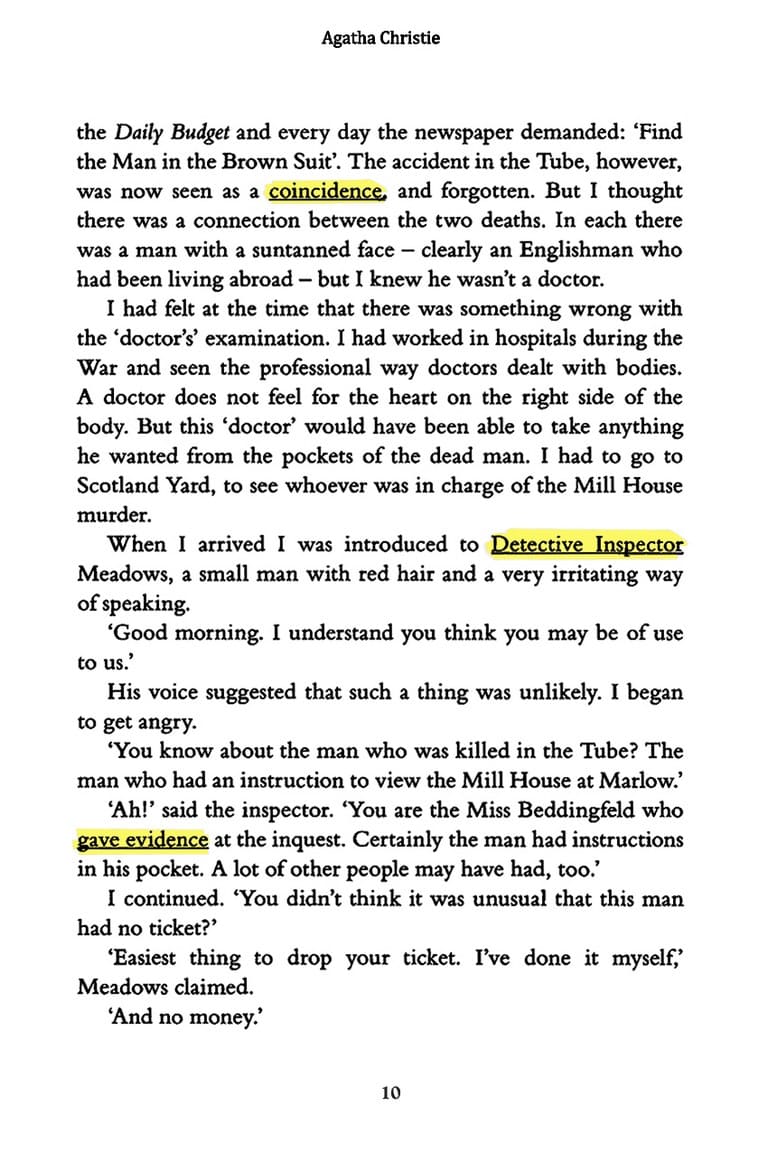 Agatha Christie
the Daily Budget and every day the newspaper demanded: ‘Find
the Man in the Brown Suit’. The accident in the Tube, however,
was now seen as a coincidence, and forgotten. But I thought
there was a connection between the two deaths. In each there
was a man with a suntanned face – clearly an Englishman who
had been living abroad – but I knew he wasn’t a doctor.
I had felt at the time that there was something wrong with
the ‘doctor’s’ examination. I had worked in hospitals during the
War and seen the professional way doctors dealt with bodies.
A doctor does not feel for the heart on the right side of the
body. But this ‘doctor’ would have been able to take anything
he wanted from the pockets of the dead man. I had to go to
Scotland Yard, to see whoever was in charge of the Mill House
murder.
When I arrived I was introduced to Detective Inspector
Meadows, a small man with red hair and a very irritating way
of speaking.
‘Good morning. I understand you think you may be of use
to us.’
His voice suggested that such a thing was unlikely. I began
to get angry.
‘You know about the man who was killed in the Tube? The
man who had an instruction to view the Mill House at Marlow.’
‘Ah!’ said the inspector. ‘You are the Miss Beddingfeld who
gave evidence at the inquest. Certainly the man had instructions
in his pocket. A lot of other people may have had, too.’
I continued. ‘You didn’t think it was unusual that this man
had no ticket?’
‘Easiest thing to drop your ticket. I’ve done it myself,’
Meadows claimed.
‘And no money.’
10